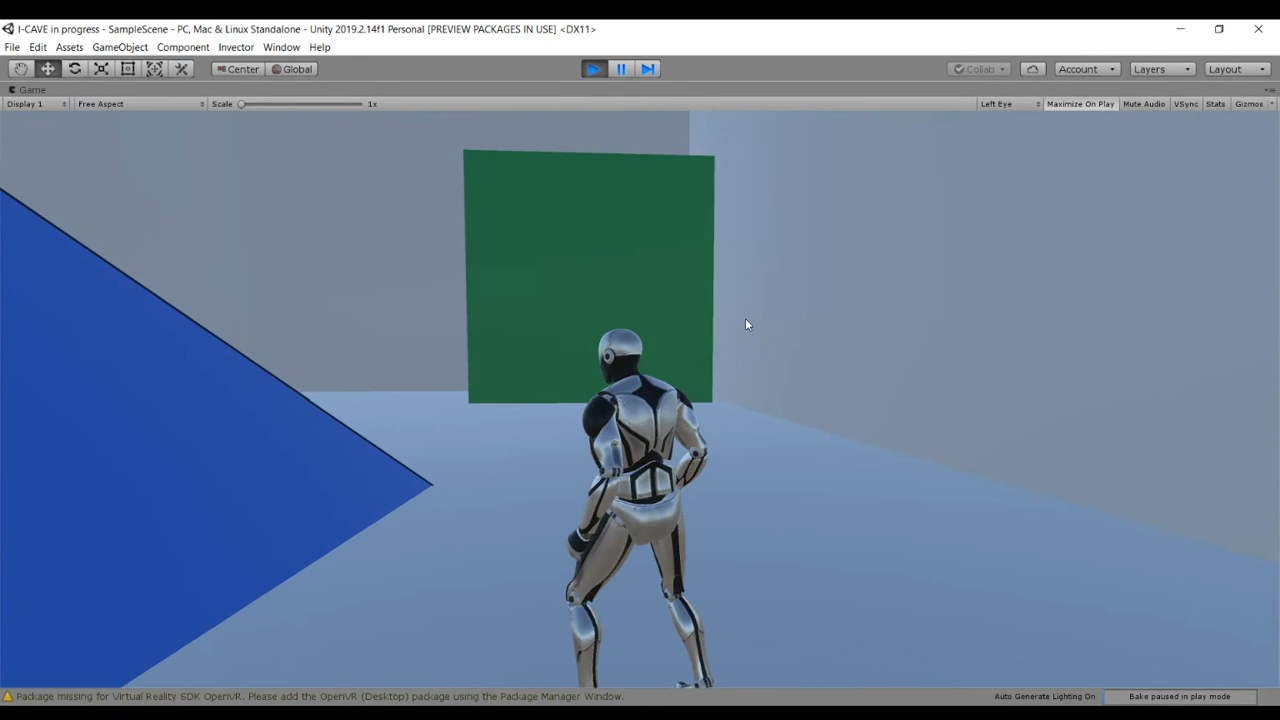 I-CAVE in progress - SampleScene - PC, Mac & Linux Standalone - Unity 2019.2.14f1 Personal [PREVIEW PACKAGES IN USE] <DX11>
File Edit Assets GameObject Component Invector Window Help
Center Global Collab Account Layers Layout
Game
Display 1 Free Aspect Scale 1x Left Eye Maximize On Play Mute Audio VSync Stats Gizmos
Package missing for Virtual Reality SDK OpenVR. Please add the OpenVR (Desktop) package using the Package Manager Window. Auto Generate Lighting On Bake paused in play mode